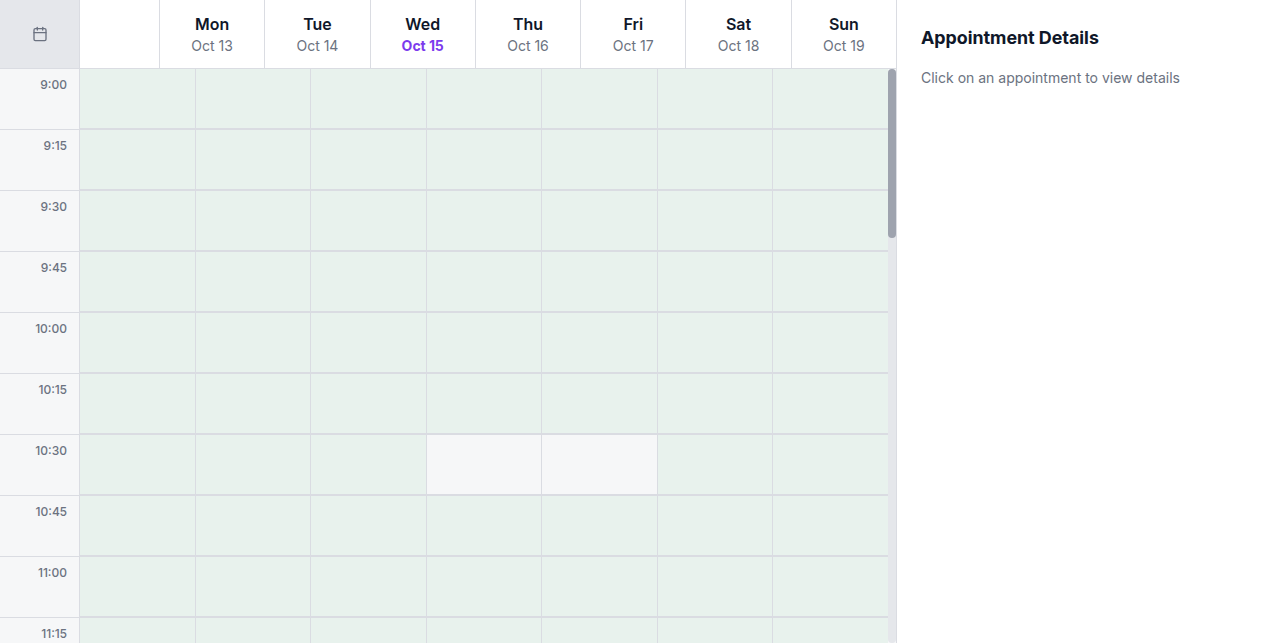 Mon
Oct 13
Tue
Oct 14
Wed
Oct 15
Thu
Oct 16
Fri
Oct 17
Sat
Oct 18
Sun
Oct 19
Appointment Details
Click on an appointment to view details
9:00
9:15
9:30
9:45
10:00
10:15
10:30
10:45
11:00
11:15